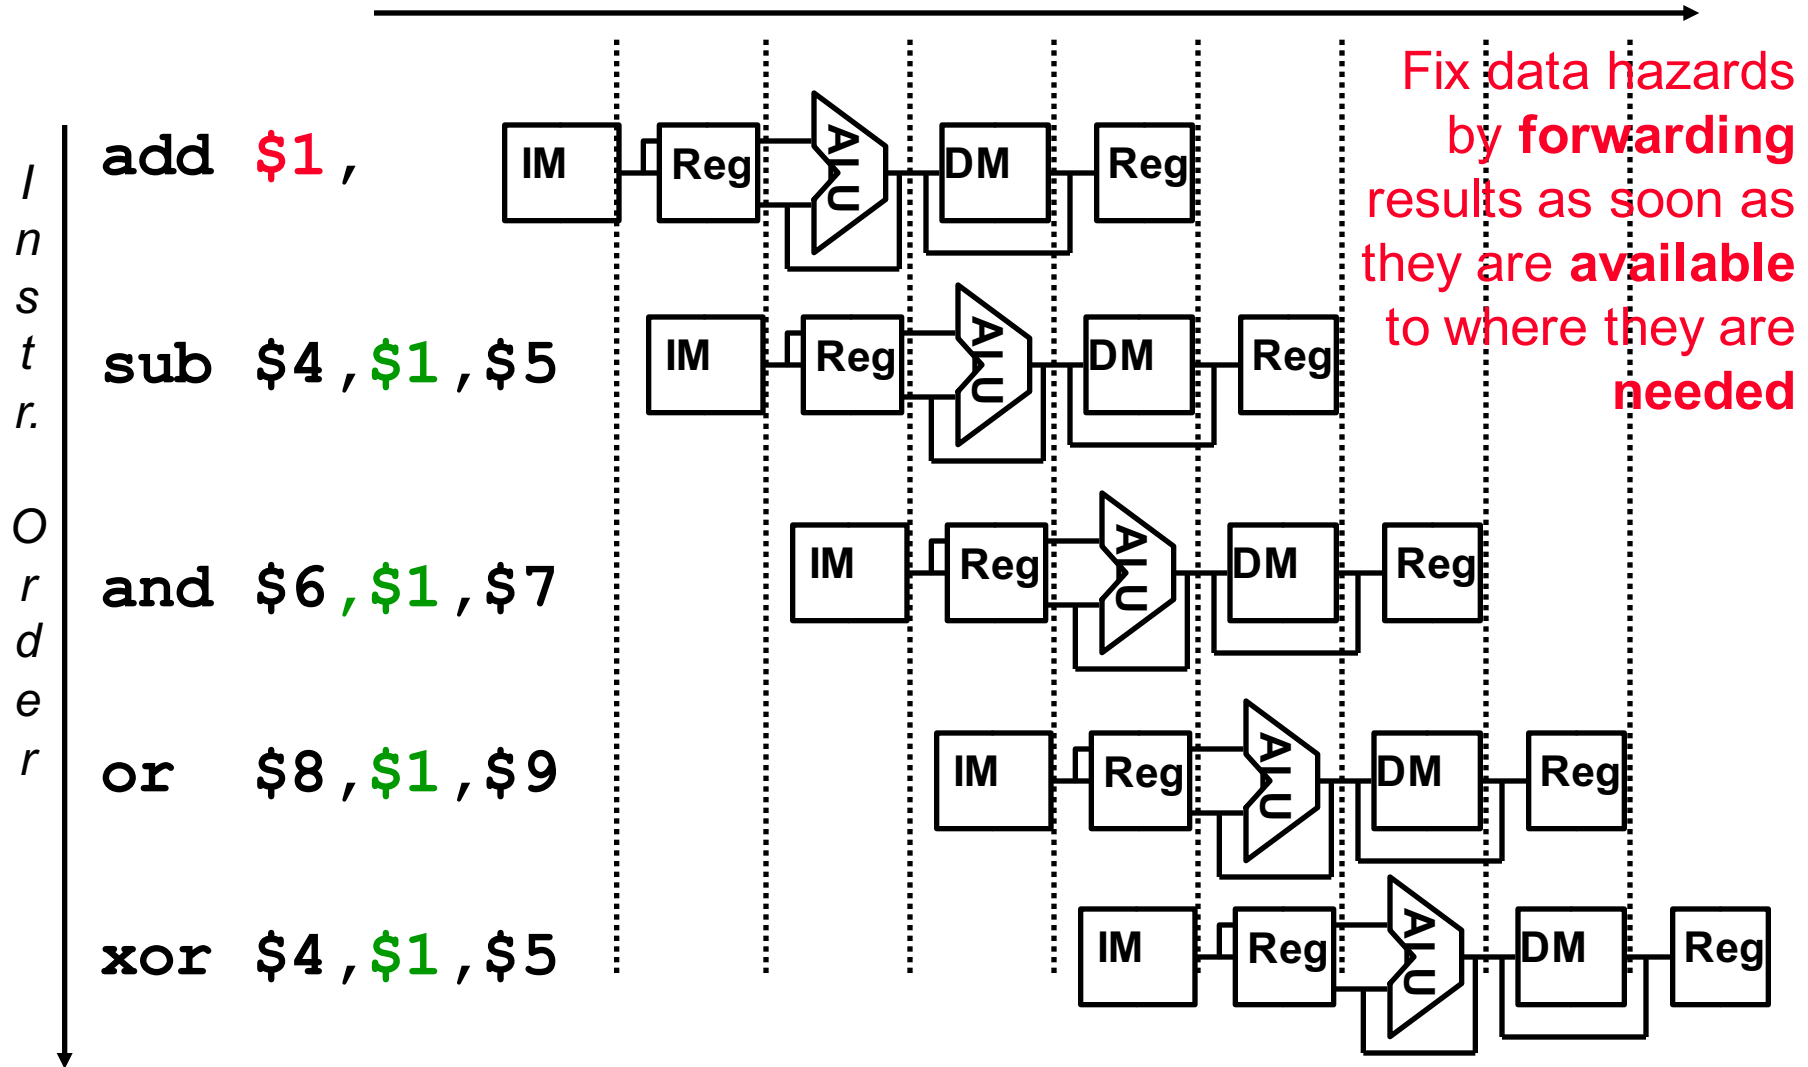 Fix data hazards
by forwarding
results as soon as
they are available
to where they are
needed
Instr. Order
add $1,
IM Reg ALU DM Reg
sub $4,$1,$5
IM Reg ALU DM Reg
and $6,$1,$7
IM Reg ALU DM Reg
or $8,$1,$9
IM Reg ALU DM Reg
xor $4,$1,$5
IM Reg ALU DM Reg